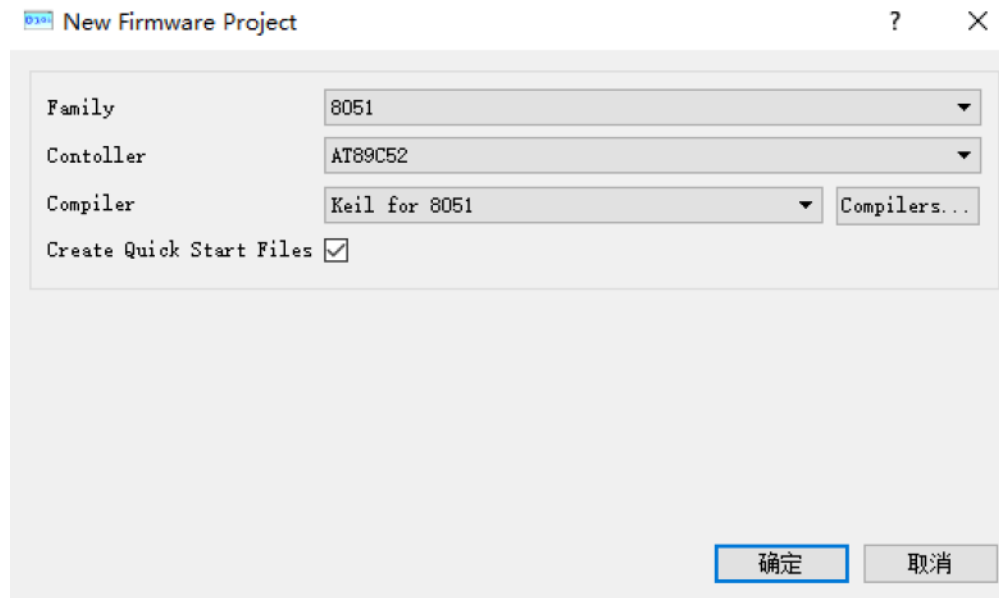 New Firmware Project ?
Family 8051
Contoller AT89C52
Compiler Keil for 8051 Compilers...
Create Quick Start Files
确定 取消